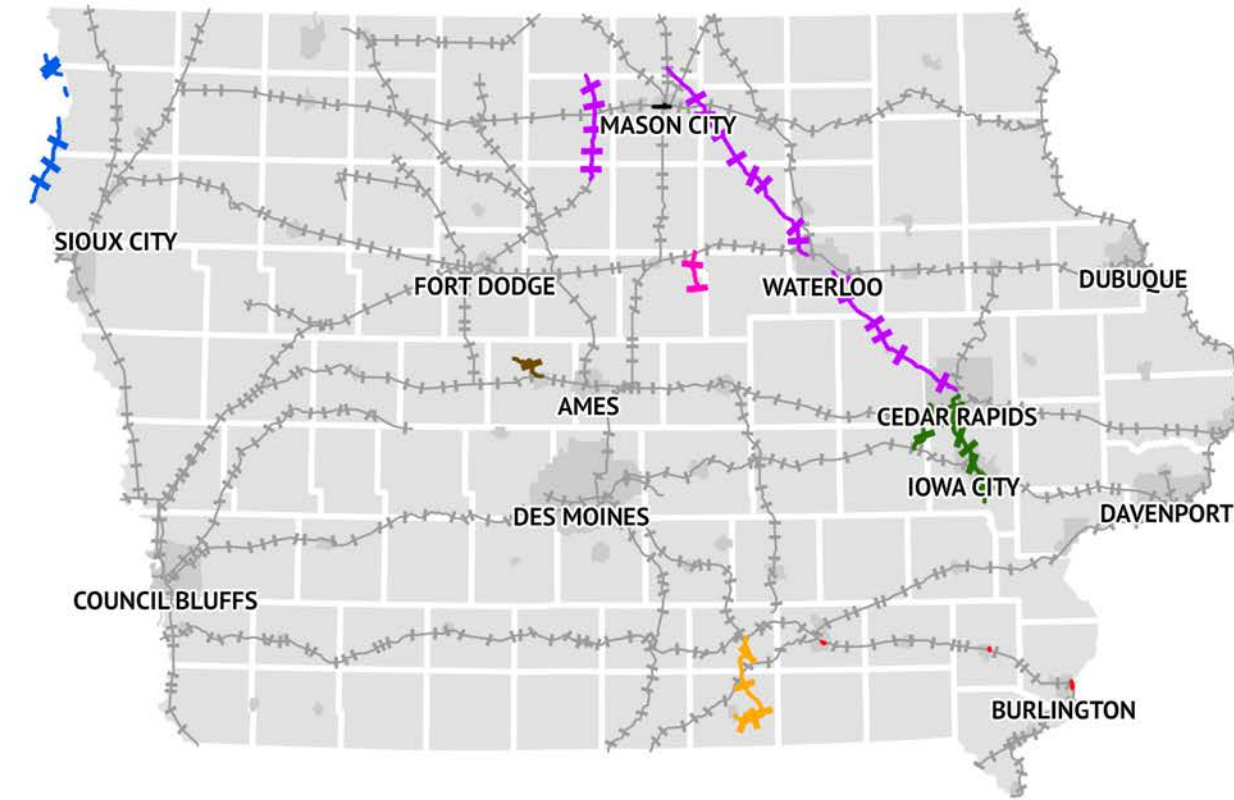 MASON CITY
SIOUX CITY
FORT DODGE
WATERLOO
DUBUQUE
AMES
CEDAR RAPIDS
IOWA CITY
DES MOINES
DAVENPORT
COUNCIL BLUFFS
BURLINGTON